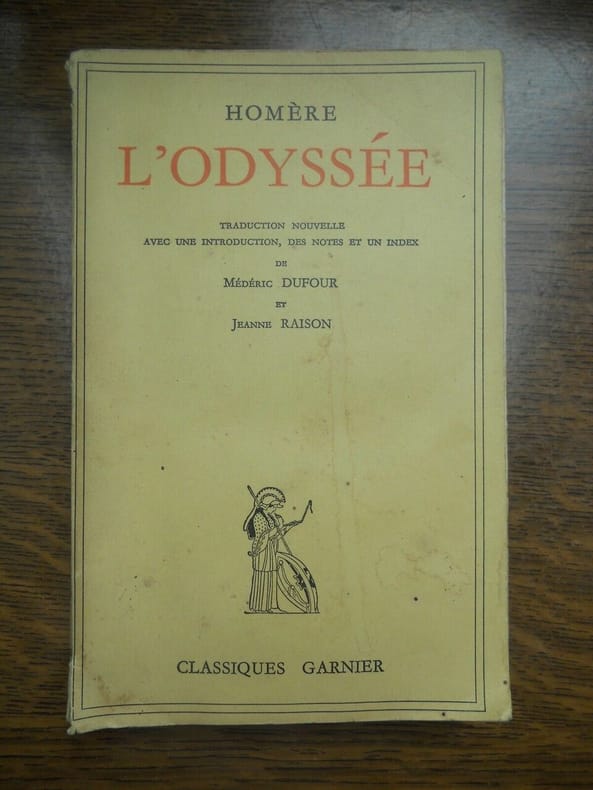 HOMÈRE
L'ODYSSÉE
TRADUCTION NOUVELLE
AVEC UNE INTRODUCTION, DES NOTES ET UN INDEX
DE
MÉDÉRIC DUFOUR
ET
JEANNE RAISON
CLASSIQUES GARNIER